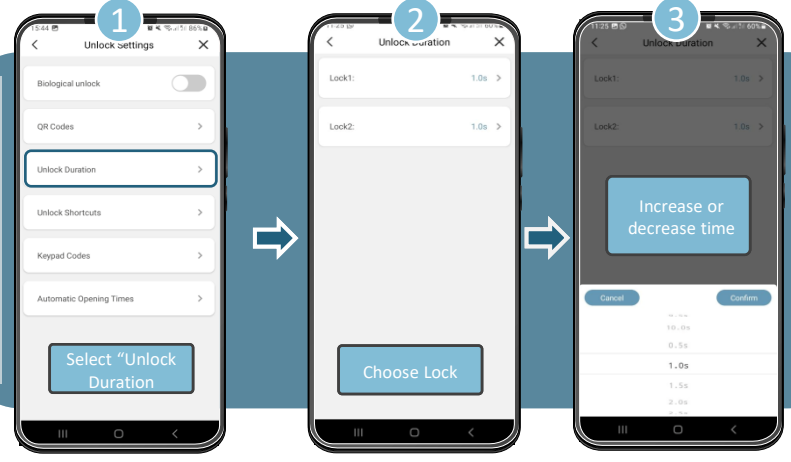 1
15:44
86%
Unlock Settings
Biological unlock
QR Codes
Unlock Duration
Unlock Shortcuts
Keypad Codes
Automatic Opening Times
Select “Unlock
Duration
2
Unlock Duration
Lock1: 1.0s
Lock2: 1.0s
Choose Lock
3
11:25
60%
Unlock Duration
Lock1: 1.0s
Lock2: 1.0s
Increase or
decrease time
Cancel Confirm
10.0s
0.5s
1.0s
1.5s
2.0s